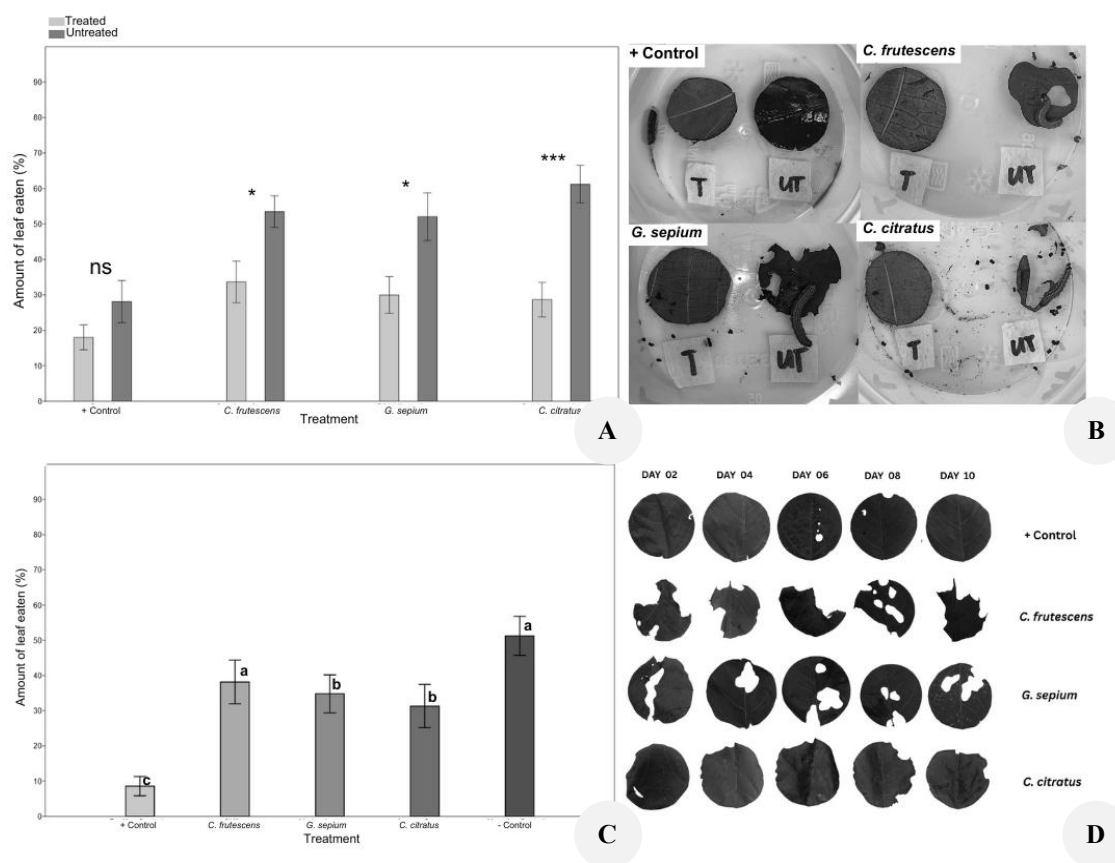 Treated
Untreated
Amount of leaf eaten (%)
90
80
70
60
50
40
30
20
10
0
ns
*
*
***
+ Control
C. frutescens
G. sepium
C. citratus
Treatment
A
+ Control
C. frutescens
T
UT
T
UT
G. sepium
C. citratus
T
UT
T
UT
B
Amount of leaf eaten (%)
90
80
70
60
50
40
30
20
10
0
c
a
b
b
a
+ Control
C. frutescens
G. sepium
C. citratus
- Control
Treatment
C
DAY 02
DAY 04
DAY 06
DAY 08
DAY 10
+ Control
C. frutescens
G. sepium
C. citratus
D